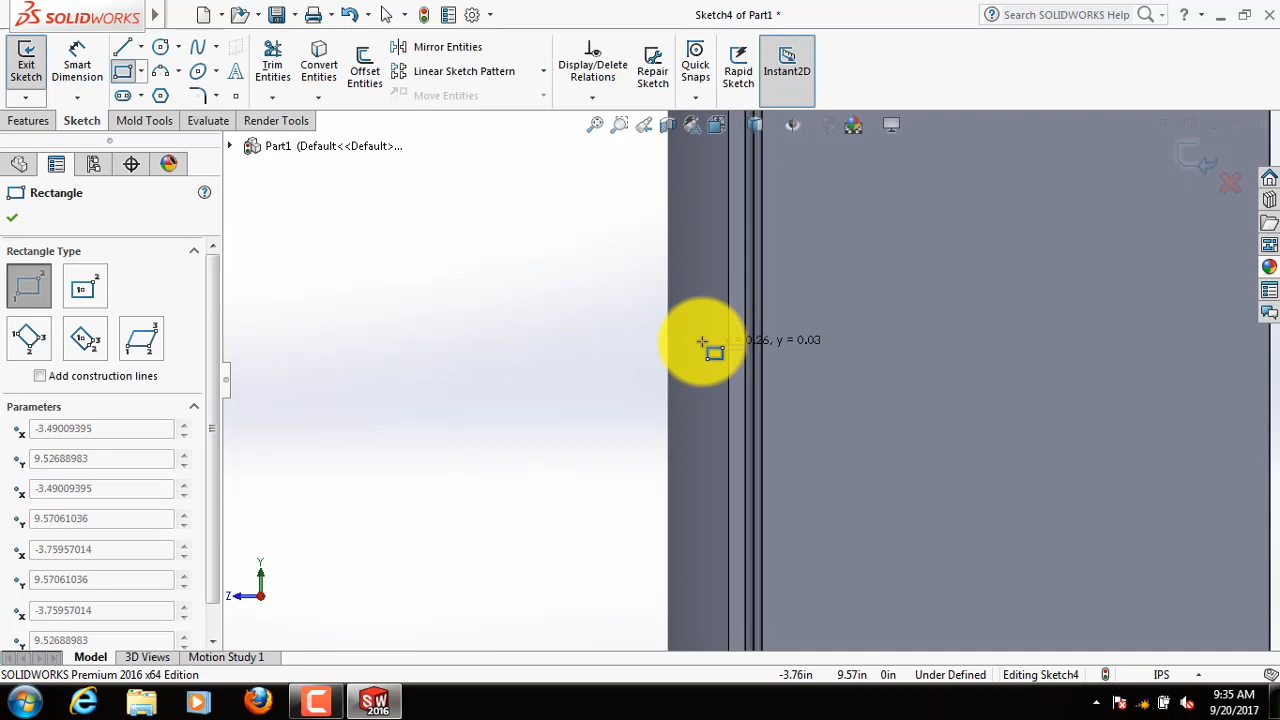 SOLIDWORKS
Sketch4 of Part1 *
Search SOLIDWORKS Help
?
Exit Sketch
Smart Dimension
Trim Entities
Convert Entities
Offset Entities
Mirror Entities
Linear Sketch Pattern
Move Entities
Display/Delete Relations
Repair Sketch
Quick Snaps
Rapid Sketch
Instant2D
Features
Sketch
Mold Tools
Evaluate
Render Tools
Part1 (Default<<Default>...
Rectangle
Rectangle Type
Add construction lines
Parameters
-3.49009395
9.52688983
-3.49009395
9.57061036
-3.75957014
9.57061036
-3.75957014
9.52688983
= 0.26, y = 0.03
Y
Z
Model
3D Views
Motion Study 1
SOLIDWORKS Premium 2016 x64 Edition
-3.76in
9.57in
0in
Under Defined
Editing Sketch4
IPS
SW
2016
9:35 AM
9/20/2017